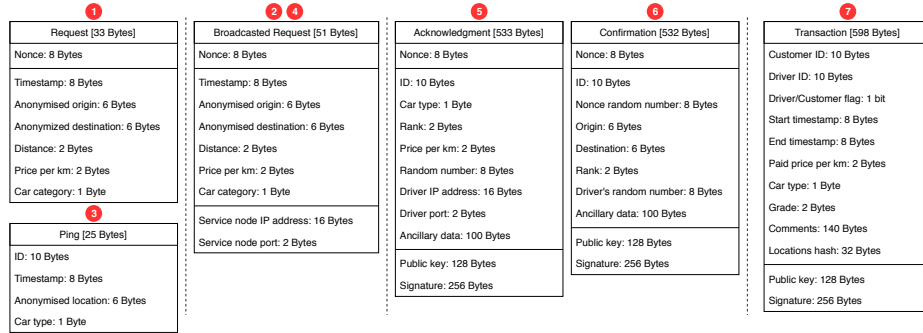 1
Request [33 Bytes]
Nonce: 8 Bytes
Timestamp: 8 Bytes
Anonymised origin: 6 Bytes
Anonymized destination: 6 Bytes
Distance: 2 Bytes
Price per km: 2 Bytes
Car category: 1 Byte
3
Ping [25 Bytes]
ID: 10 Bytes
Timestamp: 8 Bytes
Anonymised location: 6 Bytes
Car type: 1 Byte
2 4
Broadcasted Request [51 Bytes]
Nonce: 8 Bytes
Timestamp: 8 Bytes
Anonymised origin: 6 Bytes
Anonymised destination: 6 Bytes
Distance: 2 Bytes
Price per km: 2 Bytes
Car category: 1 Byte
Service node IP address: 16 Bytes
Service node port: 2 Bytes
5
Acknowledgment [533 Bytes]
Nonce: 8 Bytes
ID: 10 Bytes
Car type: 1 Byte
Rank: 2 Bytes
Price per km: 2 Bytes
Random number: 8 Bytes
Driver IP address: 16 Bytes
Driver port: 2 Bytes
Ancillary data: 100 Bytes
Public key: 128 Bytes
Signature: 256 Bytes
6
Confirmation [532 Bytes]
Nonce: 8 Bytes
ID: 10 Bytes
Nonce random number: 8 Bytes
Origin: 6 Bytes
Destination: 6 Bytes
Rank: 2 Bytes
Driver's random number: 8 Bytes
Ancillary data: 100 Bytes
Public key: 128 Bytes
Signature: 256 Bytes
7
Transaction [598 Bytes]
Customer ID: 10 Bytes
Driver ID: 10 Bytes
Driver/Customer flag: 1 bit
Start timestamp: 8 Bytes
End timestamp: 8 Bytes
Paid price per km: 2 Bytes
Car type: 1 Byte
Grade: 2 Bytes
Comments: 140 Bytes
Locations hash: 32 Bytes
Public key: 128 Bytes
Signature: 256 Bytes